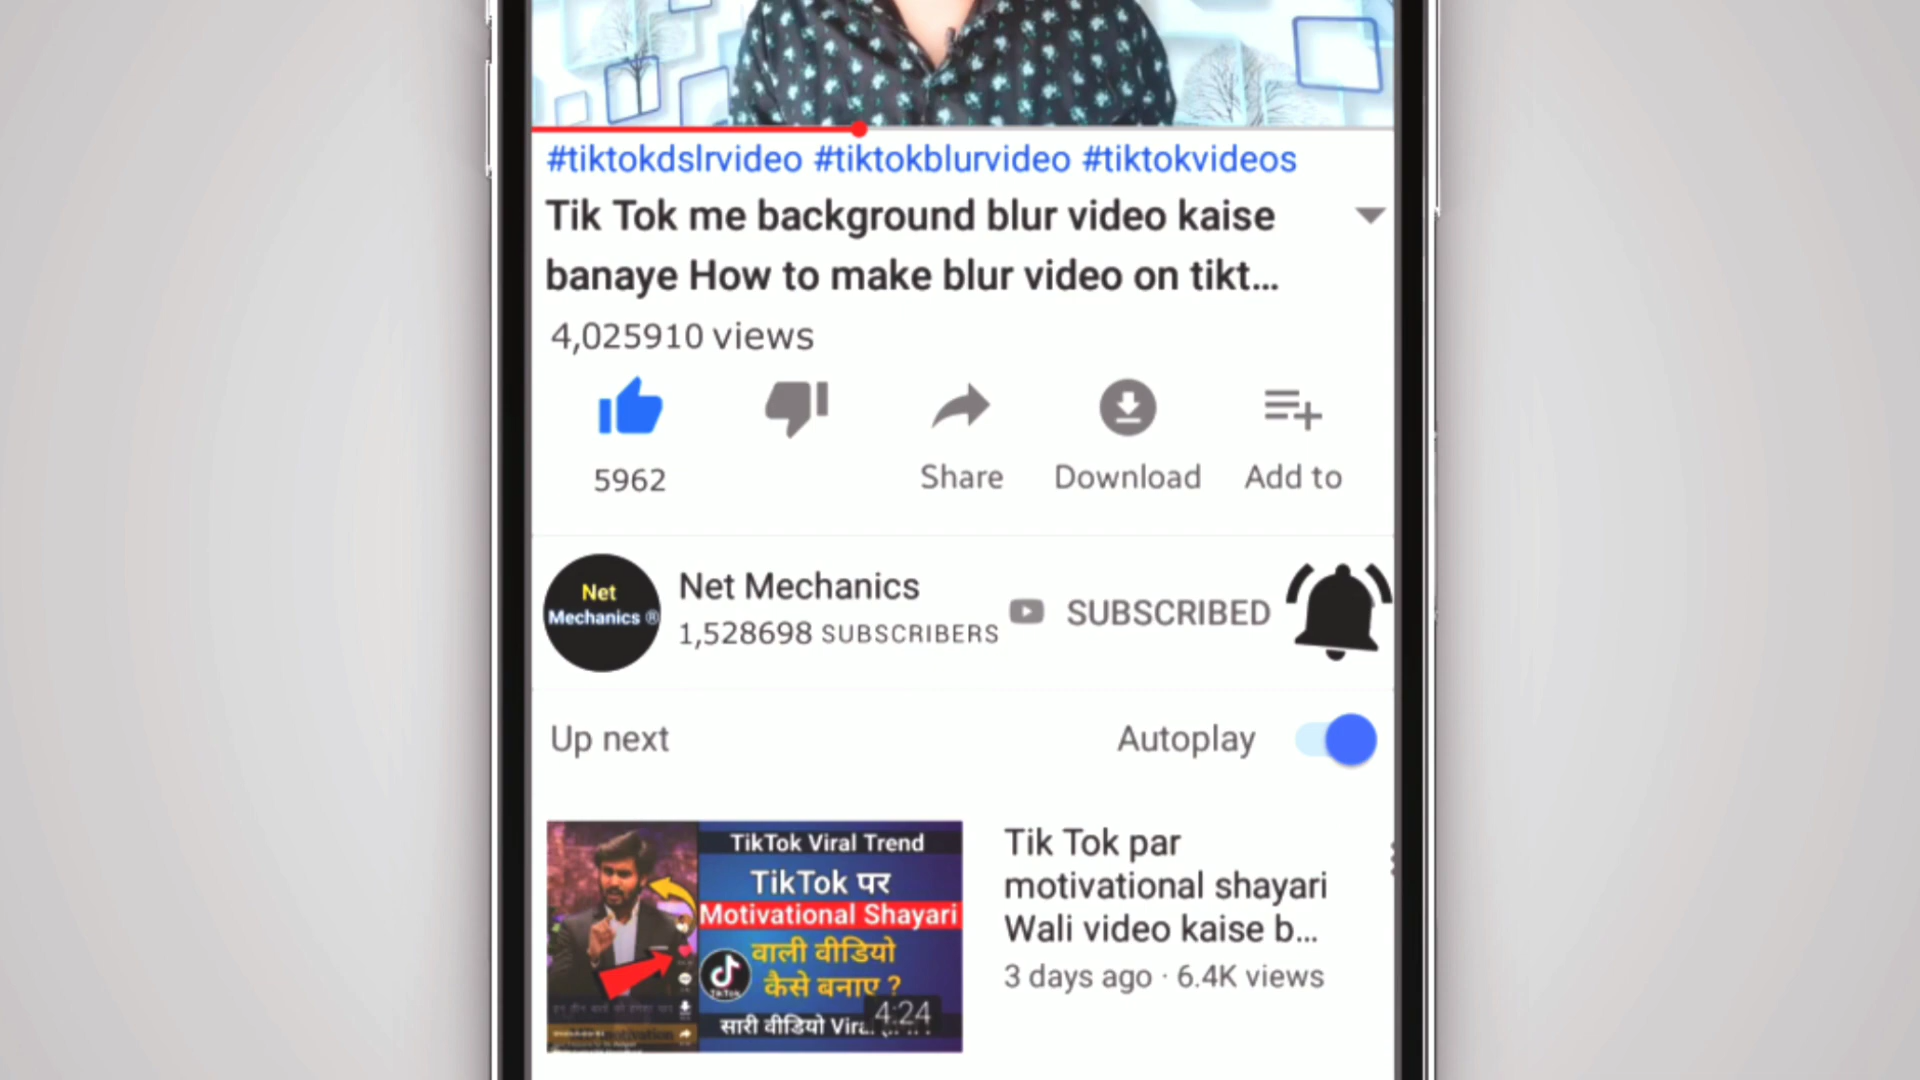 #tiktokdslrvideo #tiktokblurvideo #tiktokvideos
Tik Tok me background blur video kaise
banaye How to make blur video on tikt...
4,025910 views
5962
Share
Download
Add to
Net
Mechanics ®
Net Mechanics
1,528698 SUBSCRIBERS
SUBSCRIBED
Up next
Autoplay
TikTok Viral Trend
TikTok पर
Motivational Shayari
वाली वीडियो
कैसे बनाए ?
TikTok
सारी वीडियो
4:24
Tik Tok par
motivational shayari
Wali video kaise b...
3 days ago · 6.4K views